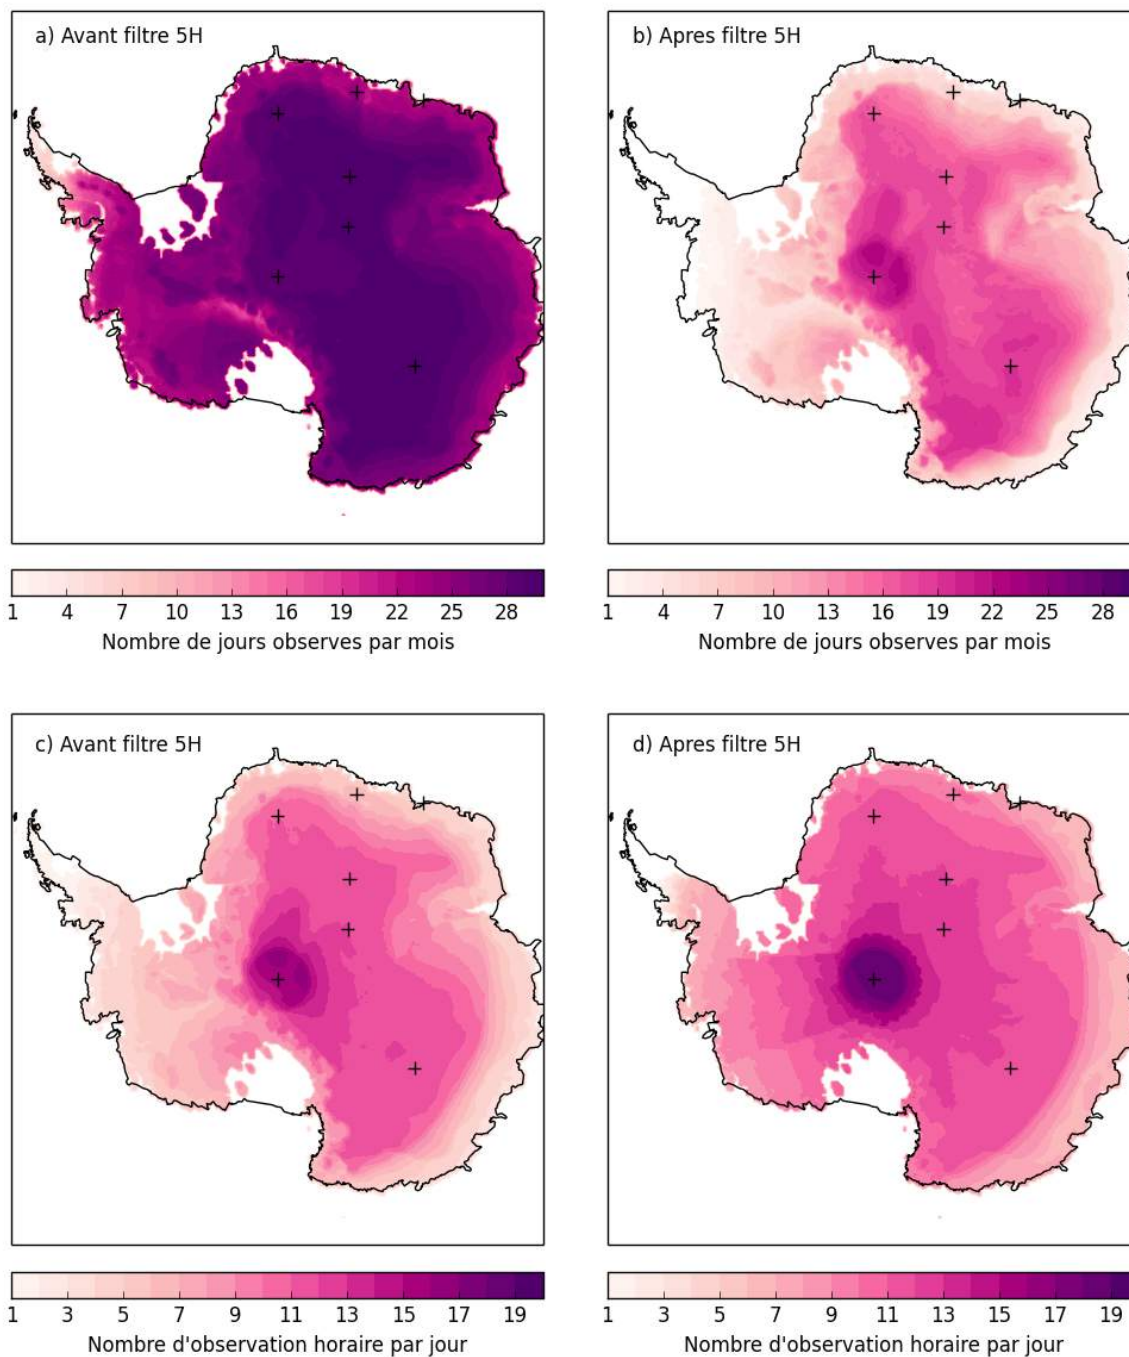 a) Avant filtre 5H
b) Apres filtre 5H
1 4 7 10 13 16 19 22 25 28
Nombre de jours observes par mois
1 4 7 10 13 16 19 22 25 28
Nombre de jours observes par mois
c) Avant filtre 5H
d) Apres filtre 5H
1 3 5 7 9 11 13 15 17 19
Nombre d'observation horaire par jour
1 3 5 7 9 11 13 15 17 19
Nombre d'observation horaire par jour